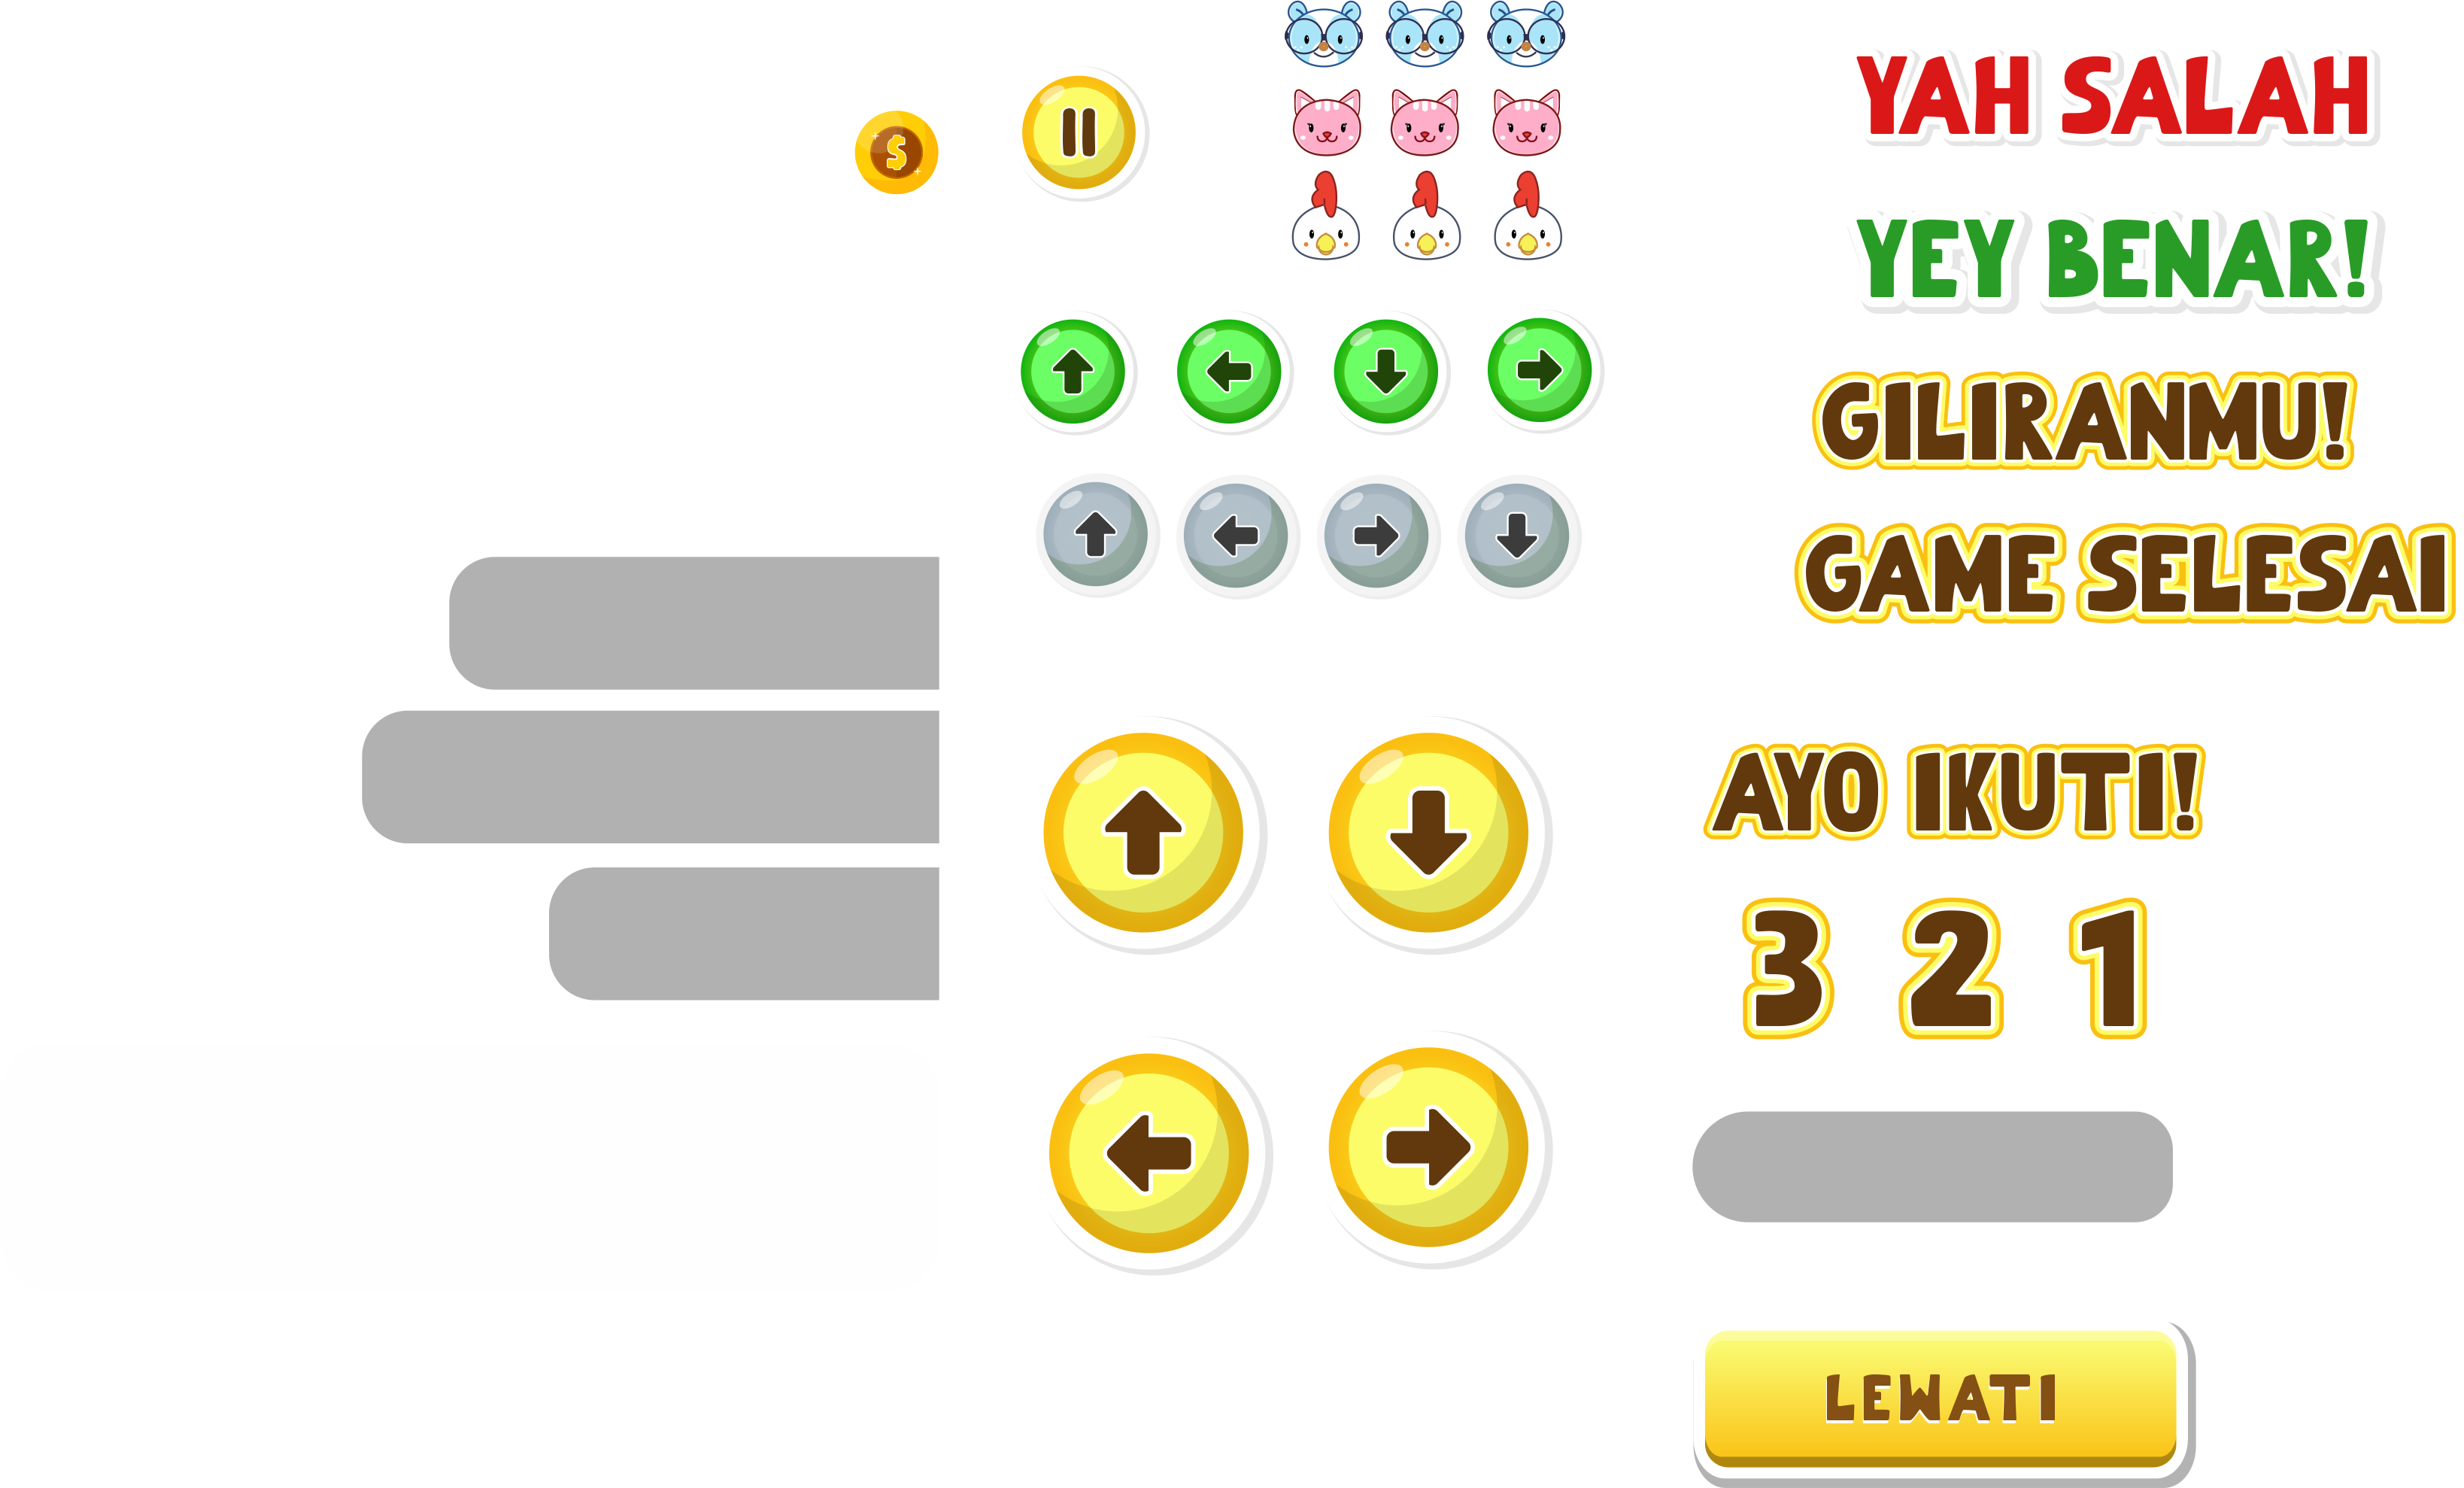 $
YAH SALAH
YEY BENAR!
GILIRANMU!
GAME SELESAI
AYO IKUTI!
3 2 1
LEWATI